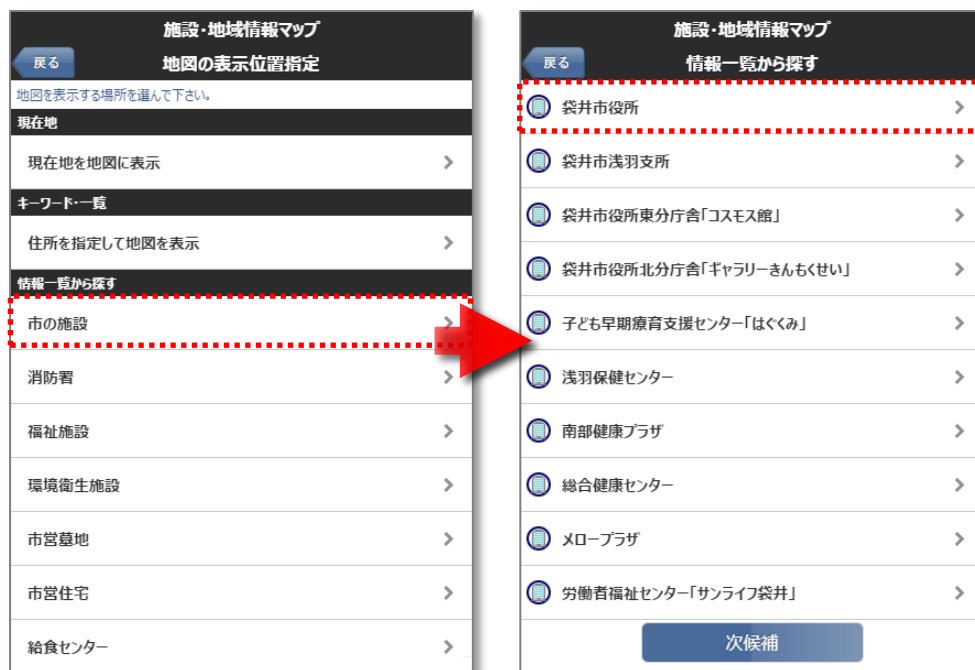 施設・地域情報マップ
戻る
地図の表示位置指定
地図を表示する場所を選んで下さい。
現在地
現在地を地図に表示
キーワード・一覧
住所を指定して地図を表示
情報一覧から探す
市の施設
消防署
福祉施設
環境衛生施設
市営墓地
市営住宅
給食センター
施設・地域情報マップ
戻る
情報一覧から探す
袋井市役所
袋井市浅羽支所
袋井市役所東分庁舎「コスモス館」
袋井市役所北分庁舎「ギャラリーきんもくせい」
子ども早期療育支援センター「はぐくみ」
浅羽保健センター
南部健康プラザ
総合健康センター
メロープラザ
労働者福祉センター「サンライフ袋井」
次候補